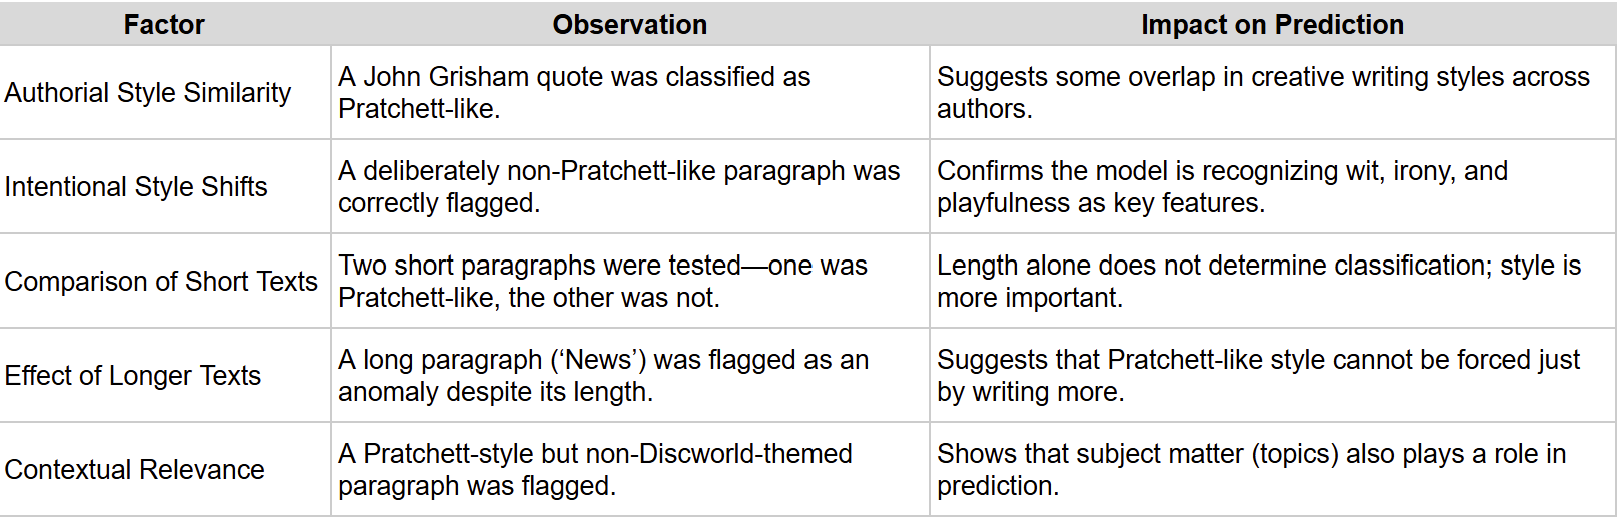 Factor Observation Impact on Prediction
Authorial Style Similarity
A John Grisham quote was classified as
Pratchett-like.
Suggests some overlap in creative writing styles across
authors.
Intentional Style Shifts
A deliberately non-Pratchett-like paragraph was
correctly flagged.
Confirms the model is recognizing wit, irony, and
playfulness as key features.
Comparison of Short Texts
Two short paragraphs were tested—one was
Pratchett-like, the other was not.
Length alone does not determine classification; style is
more important.
Effect of Longer Texts
A long paragraph (‘News’) was flagged as an
anomaly despite its length.
Suggests that Pratchett-like style cannot be forced just
by writing more.
Contextual Relevance
A Pratchett-style but non-Discworld-themed
paragraph was flagged.
Shows that subject matter (topics) also plays a role in
prediction.